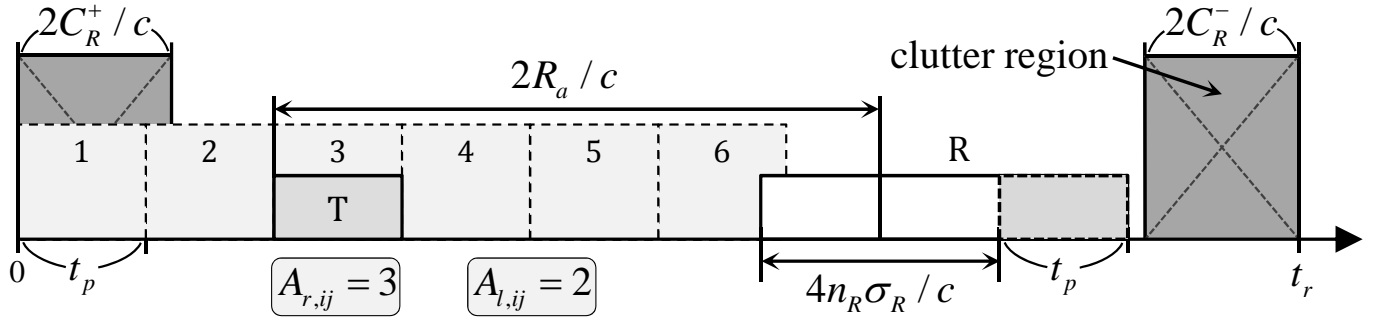 2C_R^+ / c
2C_R^- / c
clutter region
2R_a / c
1 2 3 4 5 6 R
T
0 t_p t_p t_r
A_{r,ij} = 3 A_{l,ij} = 2 4n_R σ_R / c